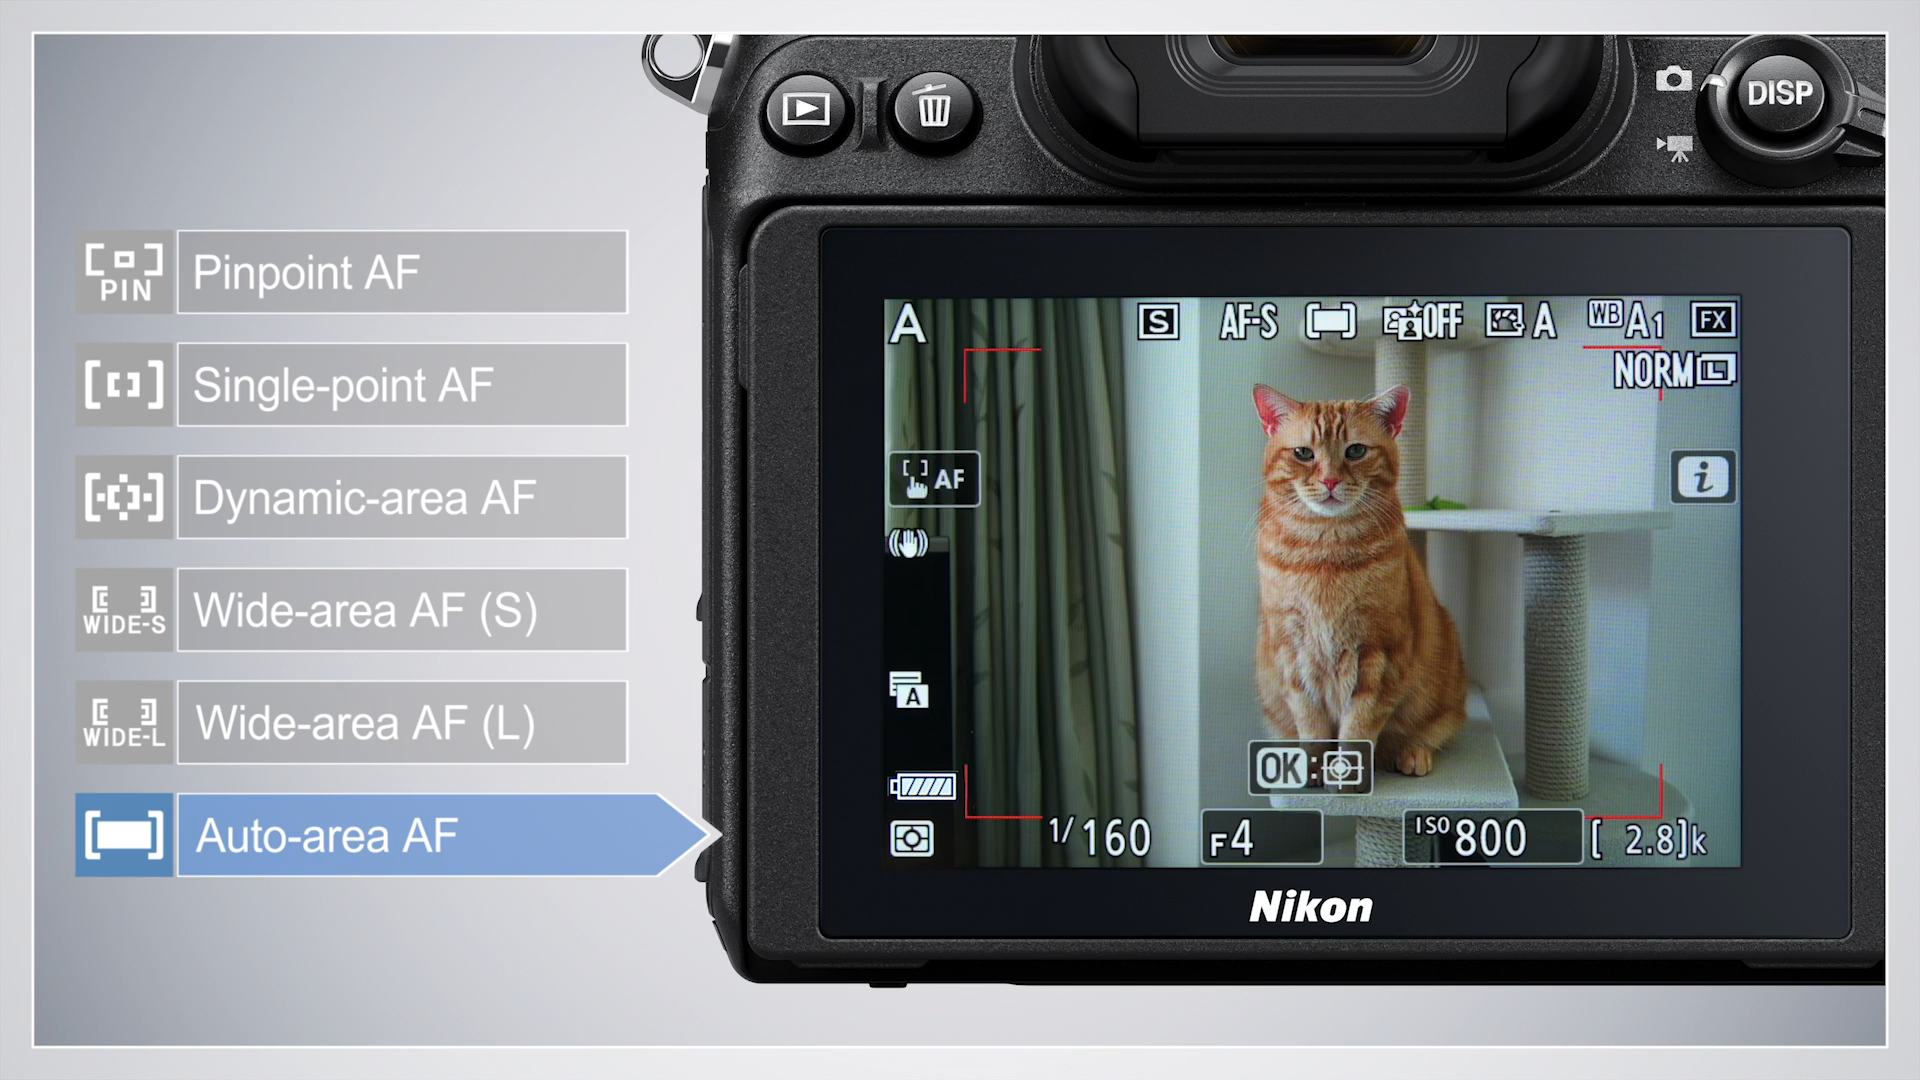 PIN
Pinpoint AF
Single-point AF
Dynamic-area AF
WIDE-S
Wide-area AF (S)
WIDE-L
Wide-area AF (L)
Auto-area AF
DISP
A
S
AF-S
OFF
A
WB A1
FX
NORM L
AF
i
A
OK:
1/160
F4
ISO 800
[ 2.8]k
Nikon